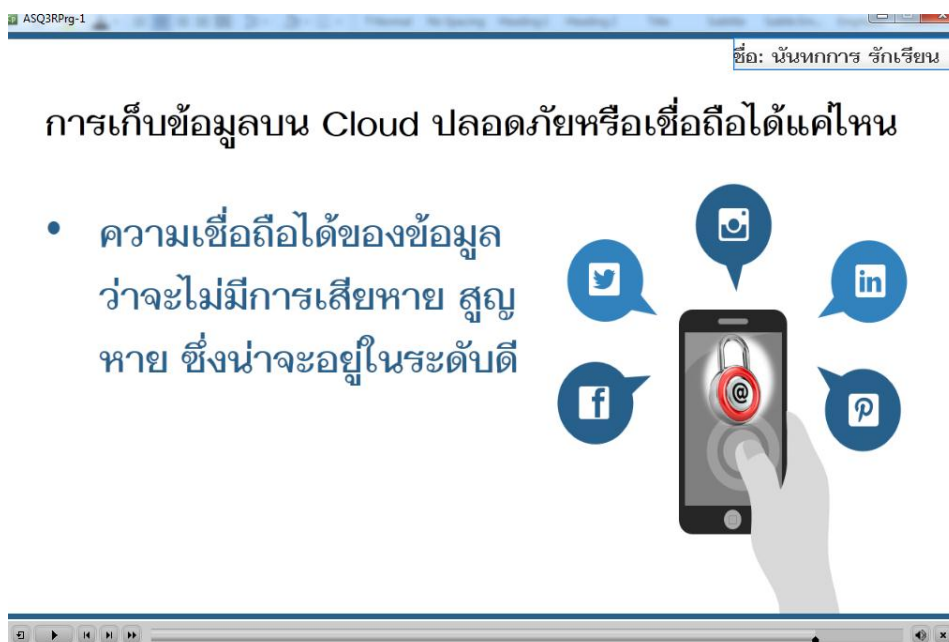 ASQ3RPrg-1
ชื่อ: นันทกการ รักเรียน
การเก็บข้อมูลบน Cloud ปลอดภัยหรือเชื่อถือได้แค่ไหน
• ความเชื่อถือได้ของข้อมูล
ว่าจะไม่มีการเสียหาย สูญ
หาย ซึ่งน่าจะอยู่ในระดับดี
in
f
@